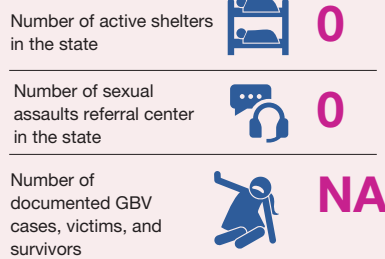 Number of active shelters
in the state
0
Number of sexual
assaults referral center
in the state
0
Number of
documented GBV
cases, victims, and
survivors
NA